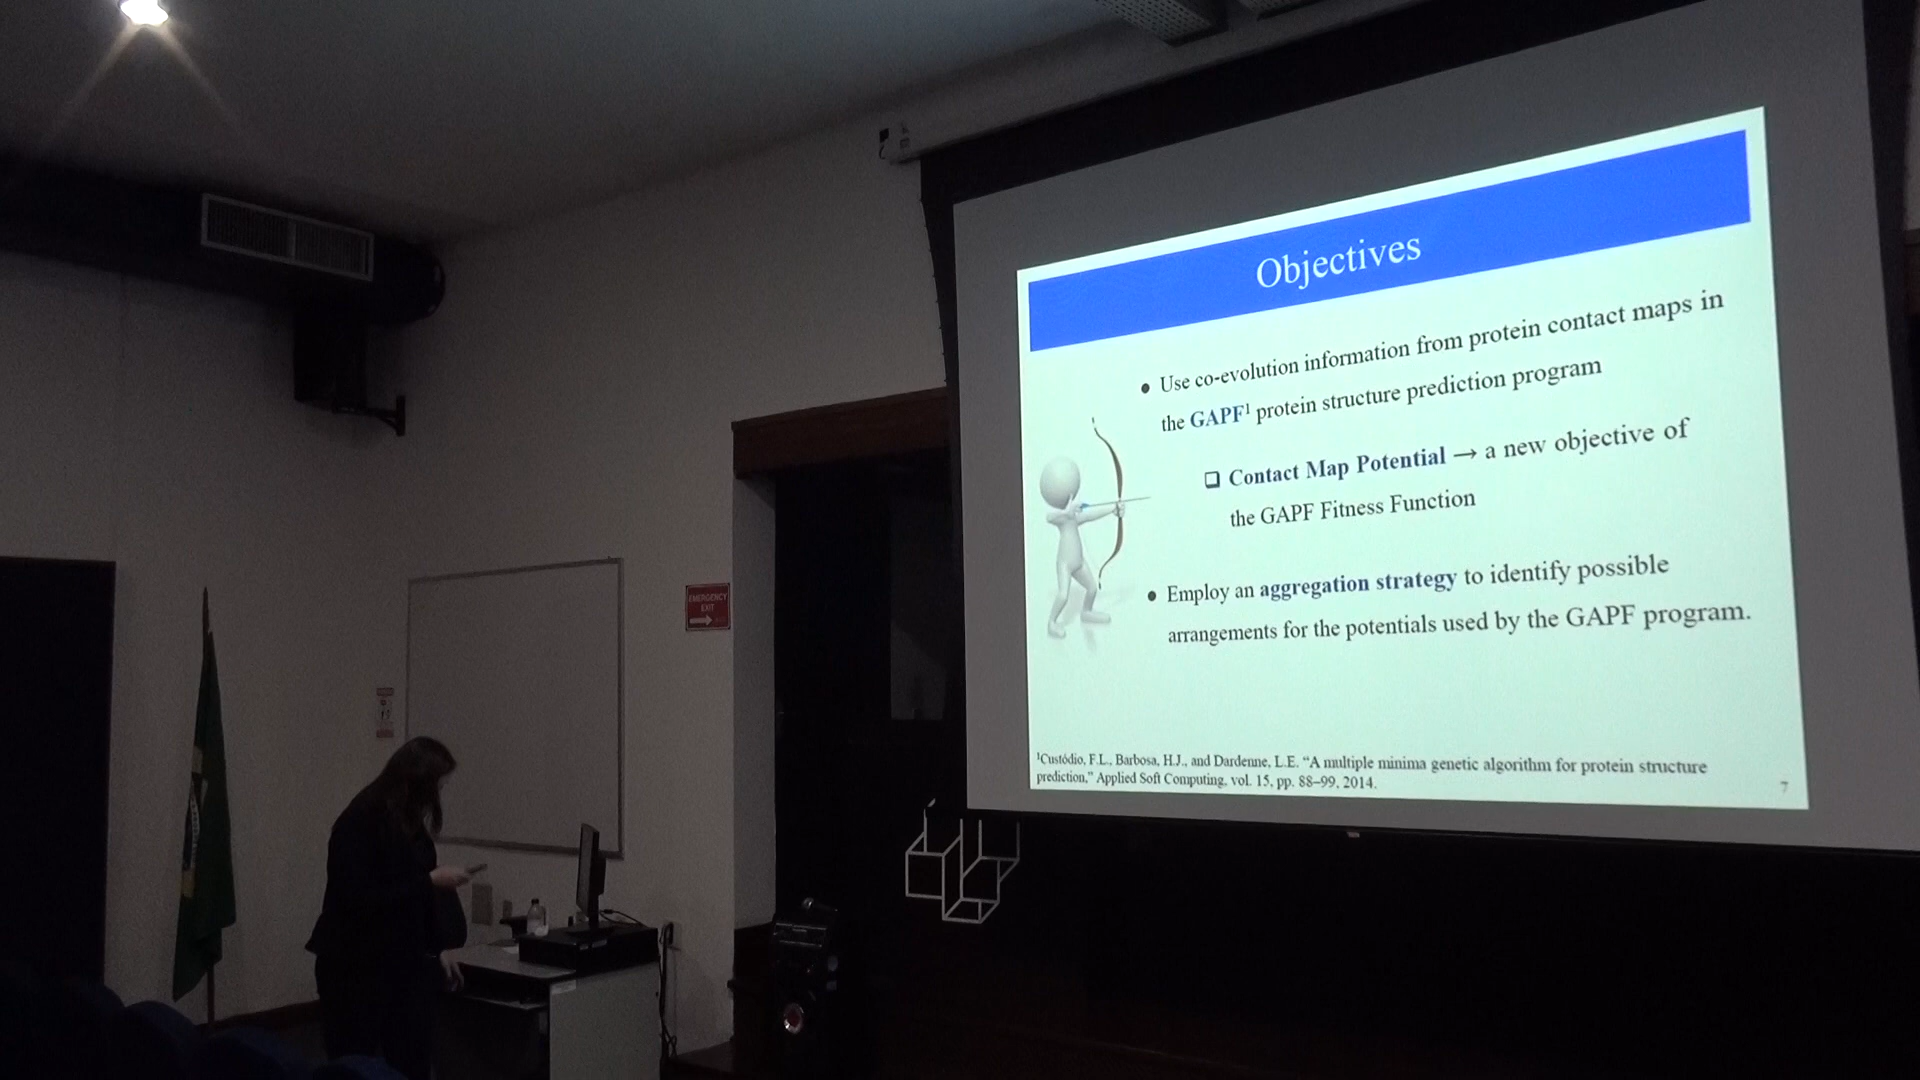 Objectives
● Use co-evolution information from protein contact maps in
the GAPF¹ protein structure prediction program
❑ Contact Map Potential → a new objective of
the GAPF Fitness Function
● Employ an aggregation strategy to identify possible
arrangements for the potentials used by the GAPF program.
¹Custódio, F.L., Barbosa, H.J., and Dardenne, L.E. “A multiple minima genetic algorithm for protein structure
prediction,” Applied Soft Computing, vol. 15, pp. 88–99, 2014.
7
EMERGENCY
EXIT